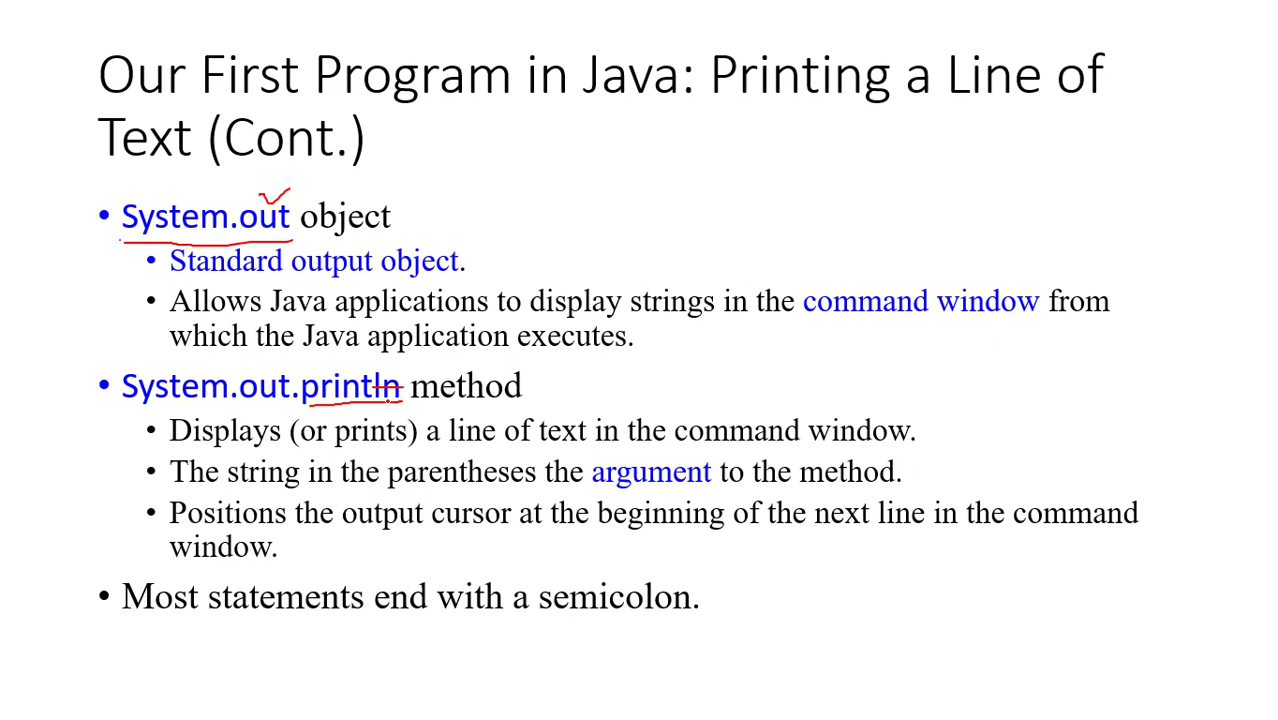 Our First Program in Java: Printing a Line of
Text (Cont.)
• System.out object
• Standard output object.
• Allows Java applications to display strings in the command window from
which the Java application executes.
• System.out.println method
• Displays (or prints) a line of text in the command window.
• The string in the parentheses the argument to the method.
• Positions the output cursor at the beginning of the next line in the command
window.
• Most statements end with a semicolon.